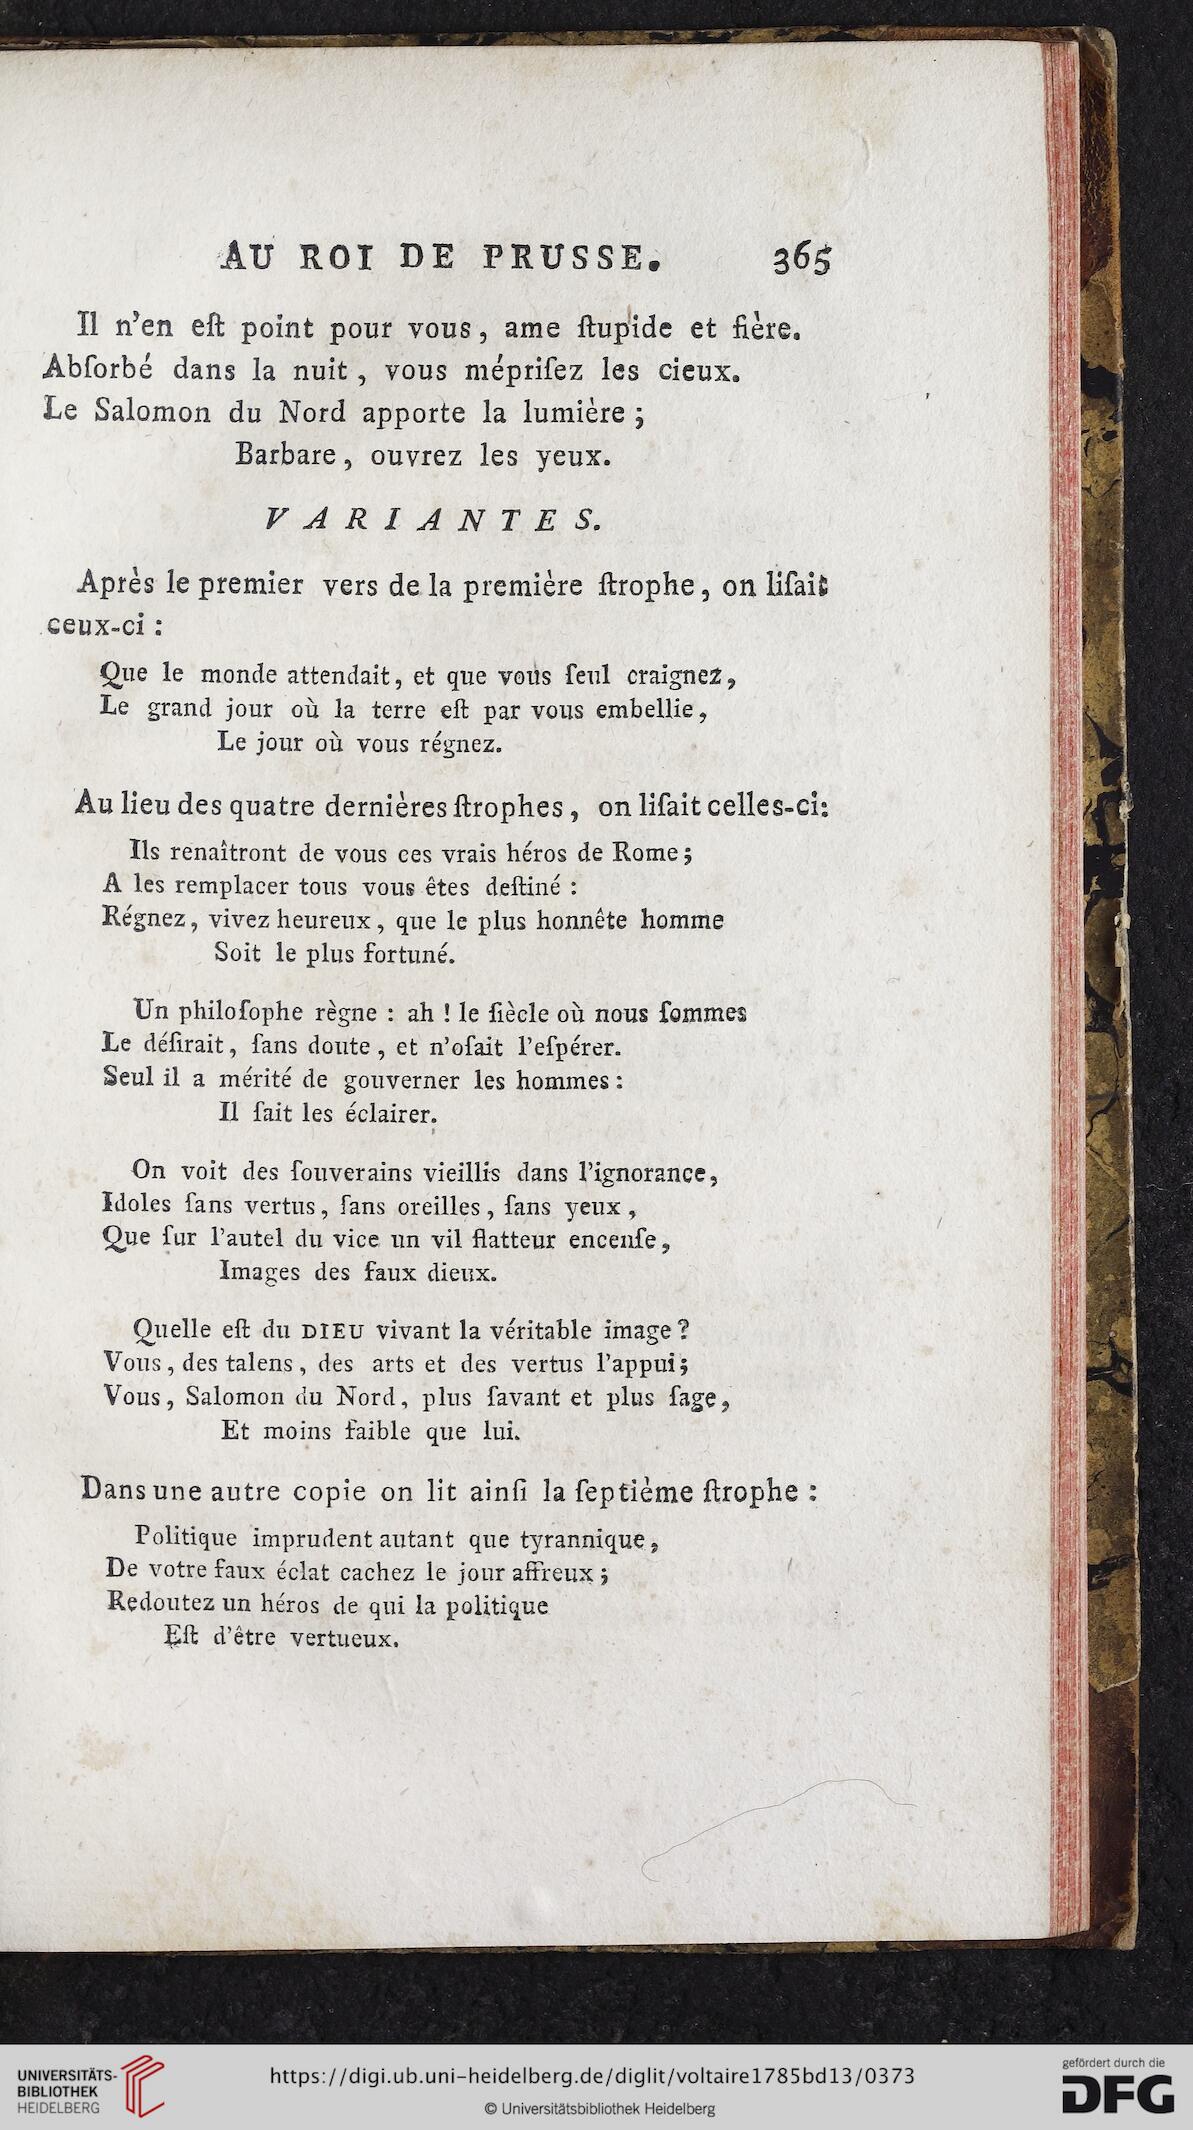 AU ROI DE PRUSSE. 365
Il n'en eſt point pour vous, ame ſtupide et fière.
Abſorbé dans la nuit, vous mépriſez les cieux.
Le Salomon du Nord apporte la lumière ;
Barbare, ouvrez les yeux.
VARIANTES.
Après le premier vers de la première ſtrophe, on liſait
ceux-ci :
Que le monde attendait, et que vous ſeul craignez,
Le grand jour où la terre eſt par vous embellie,
Le jour où vous régnez.
Au lieu des quatre dernières ſtrophes, on liſait celles-ci:
Ils renaîtront de vous ces vrais héros de Rome;
A les remplacer tous vous êtes deſtiné :
Régnez, vivez heureux, que le plus honnête homme
Soit le plus fortuné.
Un philoſophe règne : ah ! le ſiècle où nous ſommes
Le déſirait, ſans doute, et n'oſait l'eſpérer.
Seul il a mérité de gouverner les hommes :
Il ſait les éclairer.
On voit des ſouverains vieillis dans l'ignorance,
Idoles ſans vertus, ſans oreilles, ſans yeux,
Que ſur l'autel du vice un vil flatteur encenſe,
Images des faux dieux.
Quelle eſt du DIEU vivant la véritable image ?
Vous, des talens, des arts et des vertus l'appui;
Vous, Salomon du Nord, plus ſavant et plus ſage,
Et moins faible que lui.
Dans une autre copie on lit ainſi la ſeptième ſtrophe :
Politique imprudent autant que tyrannique,
De votre faux éclat cachez le jour affreux ;
Redoutez un héros de qui la politique
Eſt d'être vertueux.
UNIVERSITÄTS-
BIBLIOTHEK
HEIDELBERG
https://digi.ub.uni-heidelberg.de/diglit/voltaire1785bd13/0373
© Universitätsbibliothek Heidelberg
gefördert durch die
DFG